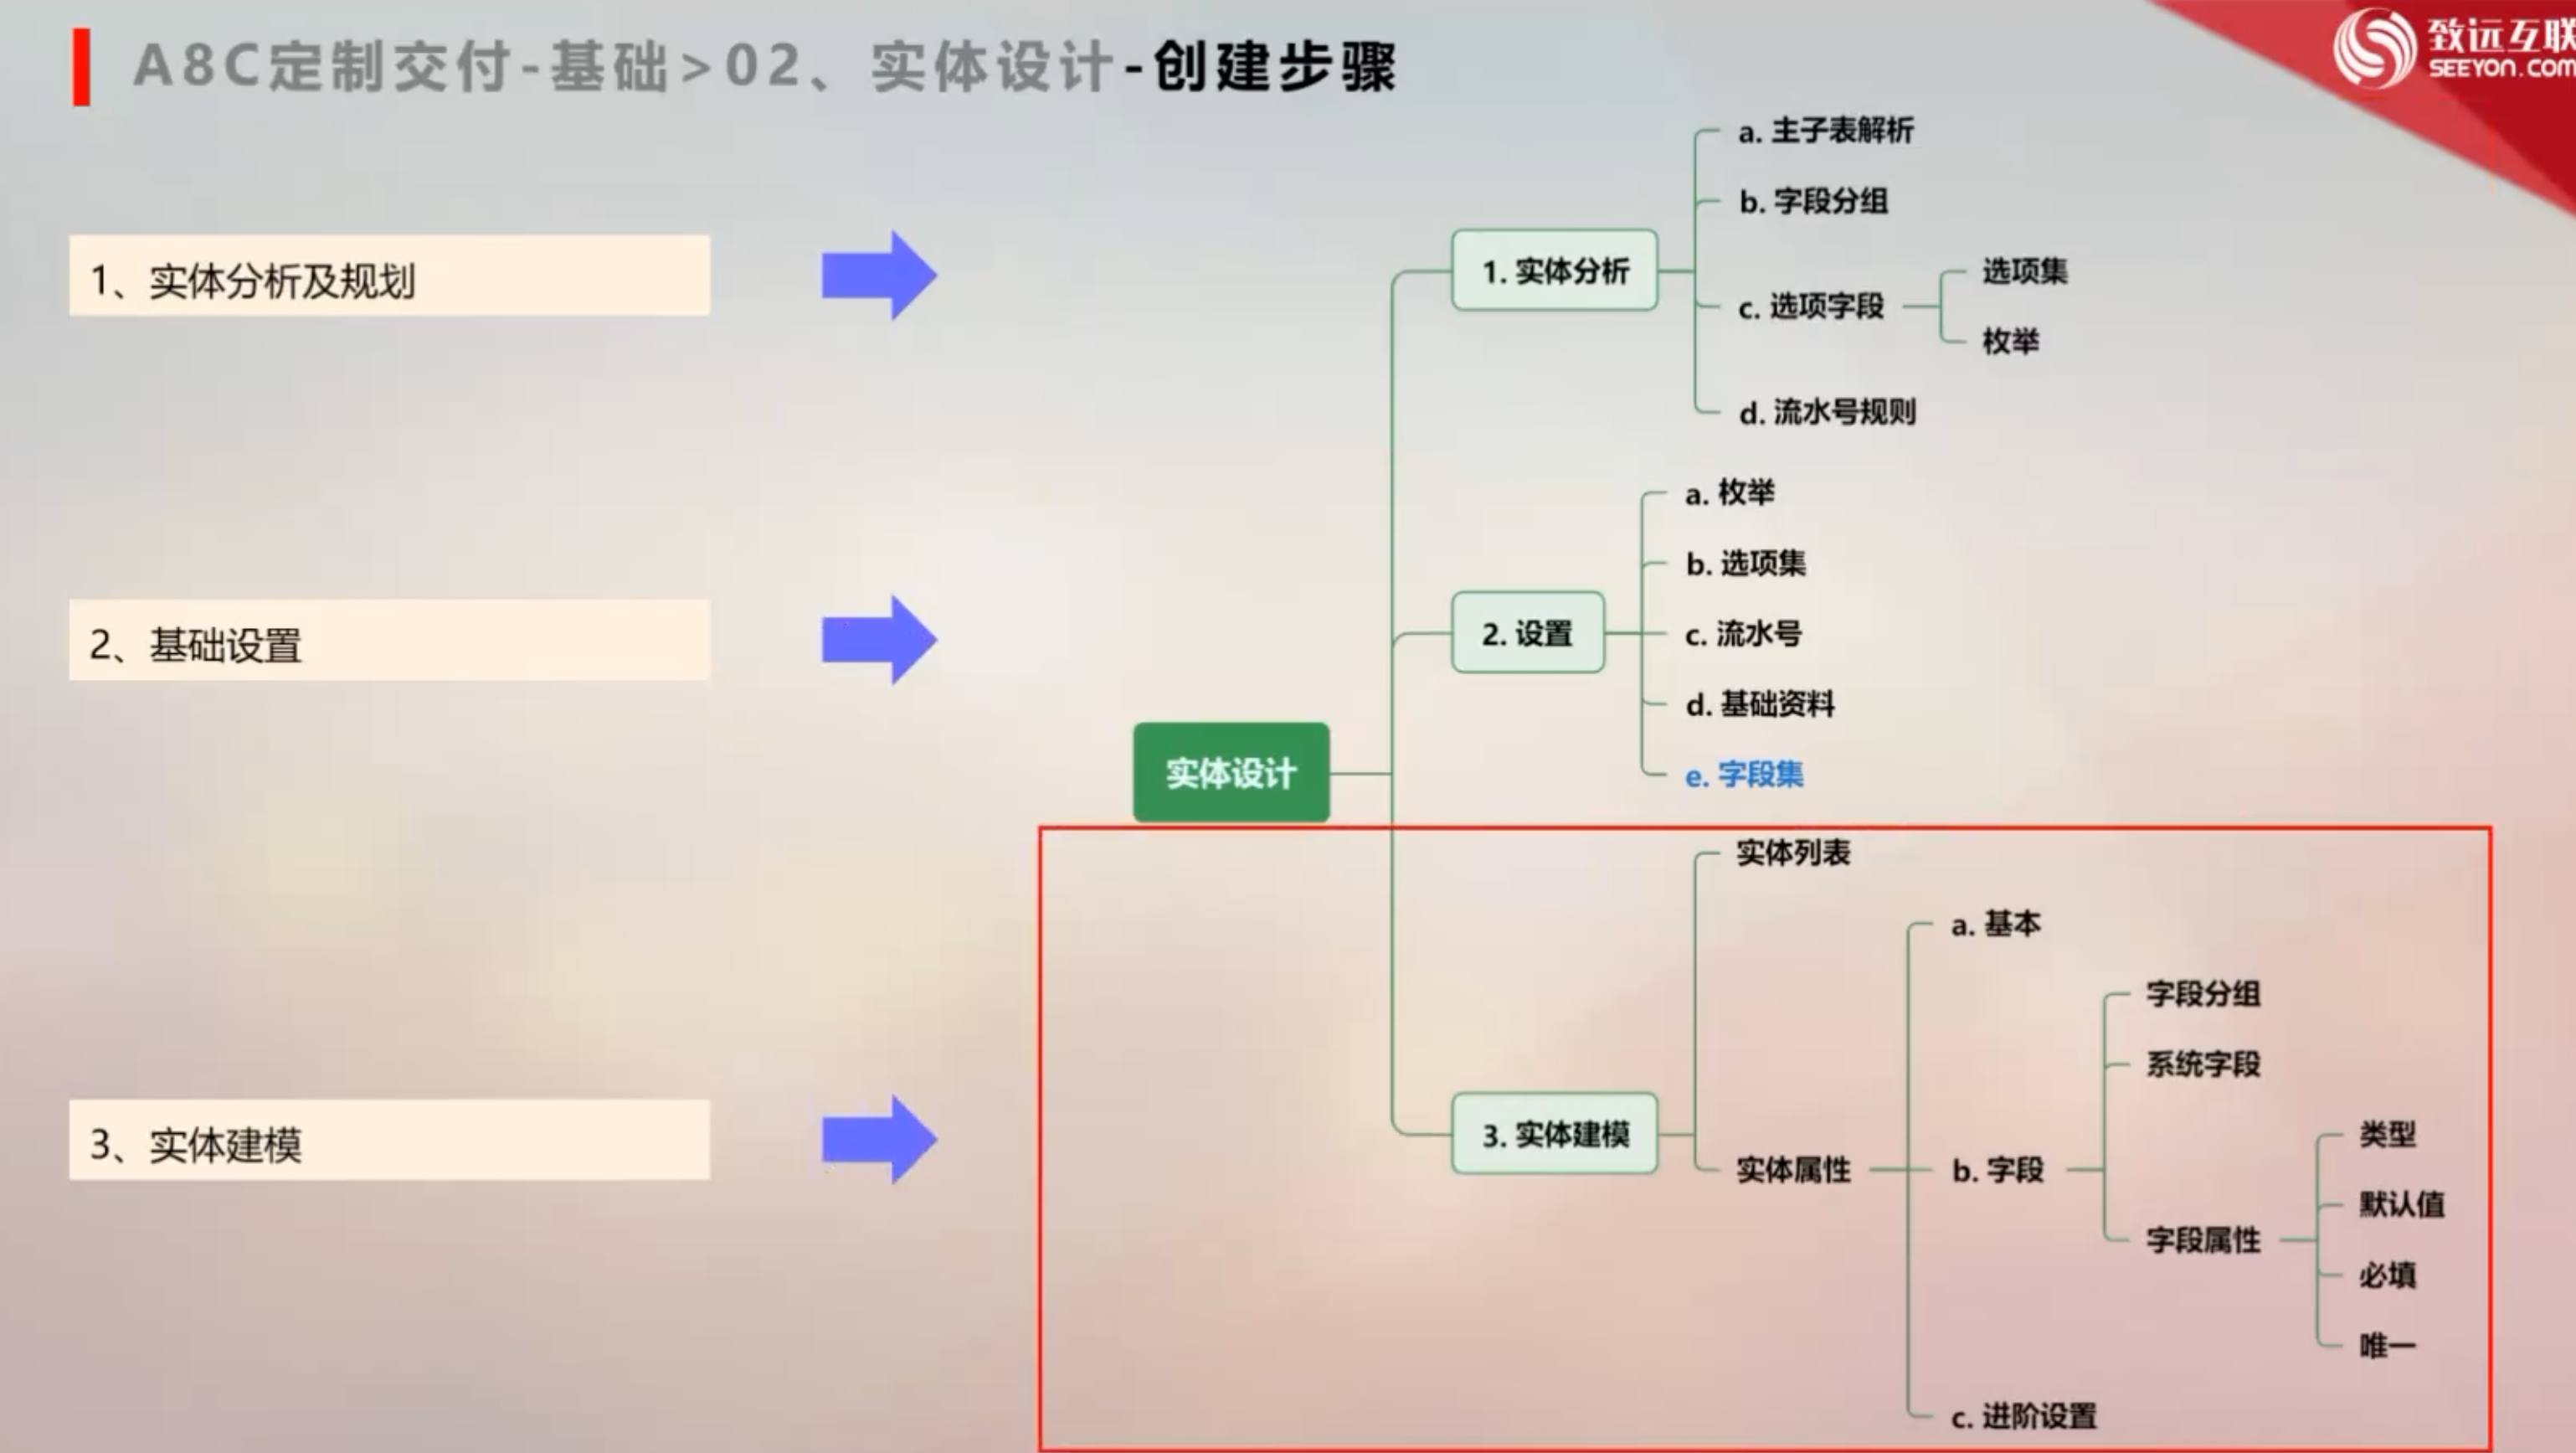 A8C定制交付-基础>02、实体设计-创建步骤
致远互联
SEEYON.COM
1、实体分析及规划
2、基础设置
3、实体建模
实体设计
1. 实体分析
a. 主子表解析
b. 字段分组
c. 选项字段
选项集
枚举
d. 流水号规则
2. 设置
a. 枚举
b. 选项集
c. 流水号
d. 基础资料
e. 字段集
3. 实体建模
实体列表
实体属性
a. 基本
b. 字段
字段分组
系统字段
字段属性
类型
默认值
必填
唯一
c. 进阶设置